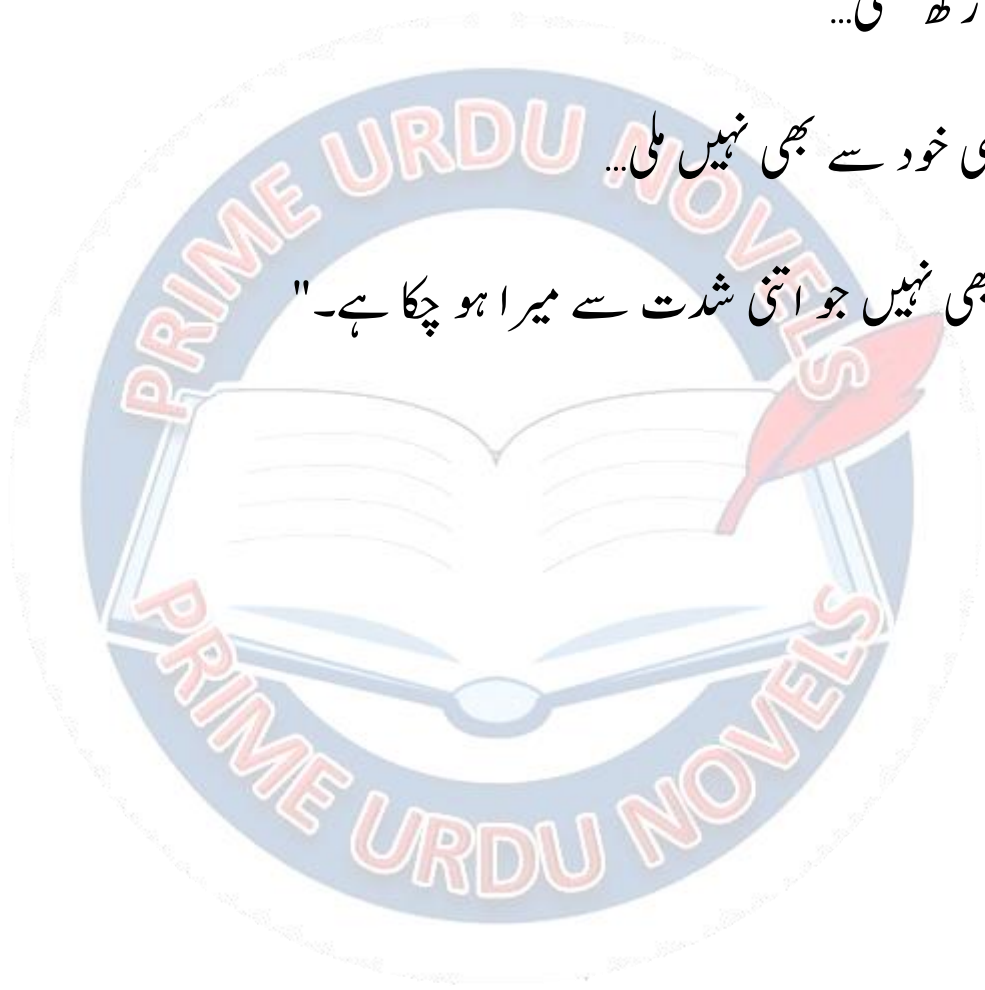 خود سے بھی نہیں ملی...
نہیں جو اتنی شدت سے میرا ہو چکا ہے۔"
PRIME URDU NOVELS
PRIME URDU NOVELS